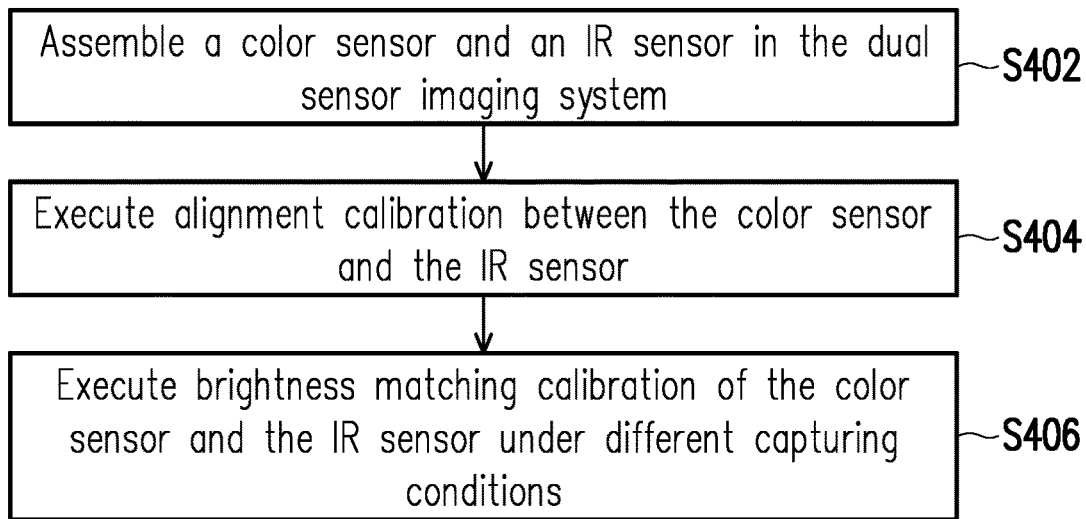 Assemble a color sensor and an IR sensor in the dual
sensor imaging system
S402
Execute alignment calibration between the color sensor
and the IR sensor
S404
Execute brightness matching calibration of the color
sensor and the IR sensor under different capturing
conditions
S406